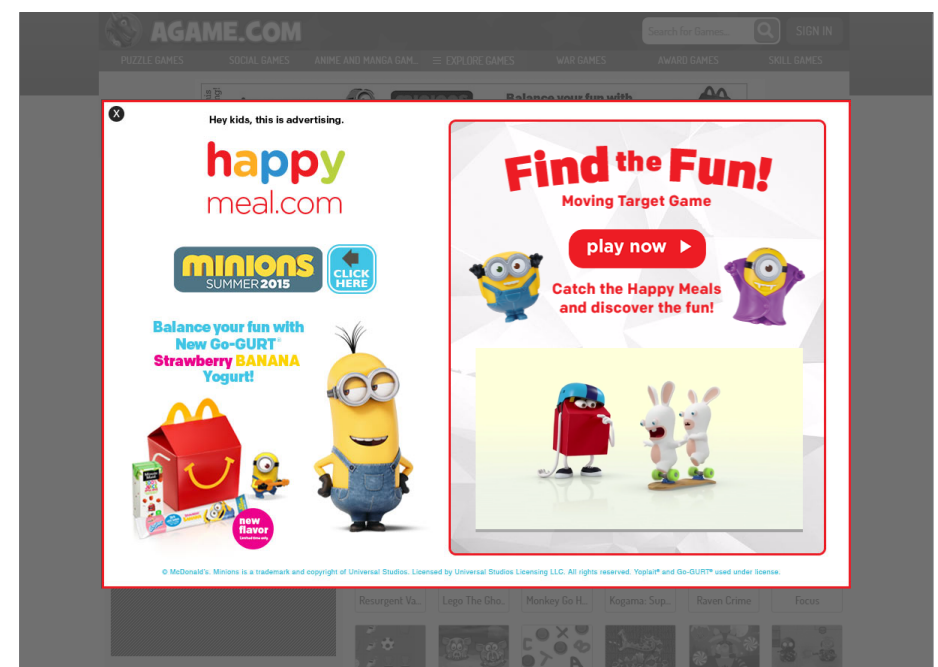 AGAME.COM
Search for Games...
SIGN IN
PUZZLE GAMES
SOCIAL GAMES
ANIME AND MANGA GAM...
EXPLORE GAMES
WAR GAMES
AWARD GAMES
SKILL GAMES
Balance your fun with
X
Hey kids, this is advertising.
happy
meal.com
MINIONS
SUMMER 2015
CLICK
HERE
Balance your fun with
New Go-GURT®
Strawberry BANANA
Yogurt!
new
flavor
Limited time only
Find the Fun!
Moving Target Game
play now
Catch the Happy Meals
and discover the fun!
© McDonald's. Minions is a trademark and copyright of Universal Studios. Licensed by Universal Studios Licensing LLC. All rights reserved. Yoplait® and Go-GURT® used under license.
Resurgent Va...
Lego The Gho...
Monkey Go H...
Kogama: Sup...
Raven Crime
Focus